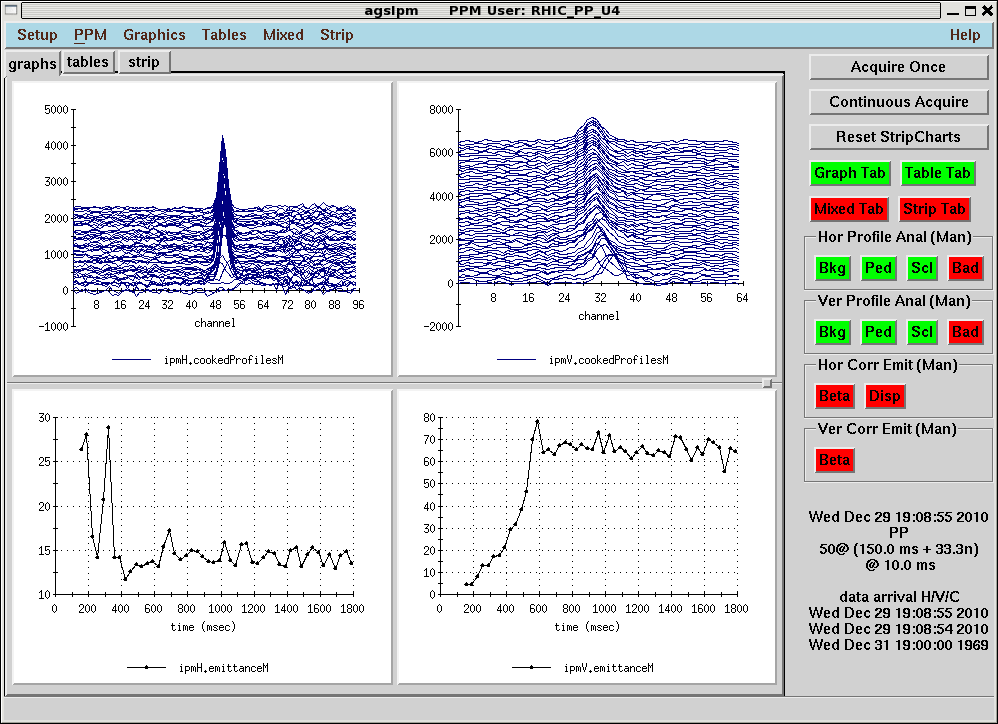 agsIpm PPM User: RHIC_PP_U4
Setup PPM Graphics Tables Mixed Strip Help
graphs tables strip
5000
4000
3000
2000
1000
0
-1000
8 16 24 32 40 48 56 64 72 80 88 96
channel
ipmH.cookedProfilesM
8000
6000
4000
2000
0
-2000
8 16 24 32 40 48 56 64
channel
ipmV.cookedProfilesM
30
25
20
15
10
0 200 400 600 800 1000 1200 1400 1600 1800
time (msec)
ipmH.emittanceM
80
70
60
50
40
30
20
10
0
0 200 400 600 800 1000 1200 1400 1600 1800
time (msec)
ipmV.emittanceM
Acquire Once
Continuous Acquire
Reset StripCharts
Graph Tab Table Tab
Mixed Tab Strip Tab
Hor Profile Anal (Man)
Bkg Ped Scl Bad
Ver Profile Anal (Man)
Bkg Ped Scl Bad
Hor Corr Emit (Man)
Beta Disp
Ver Corr Emit (Man)
Beta
Wed Dec 29 19:08:55 2010
PP
50@ (150.0 ms + 33.3n)
@ 10.0 ms
data arrival H/V/C
Wed Dec 29 19:08:55 2010
Wed Dec 29 19:08:54 2010
Wed Dec 31 19:00:00 1969